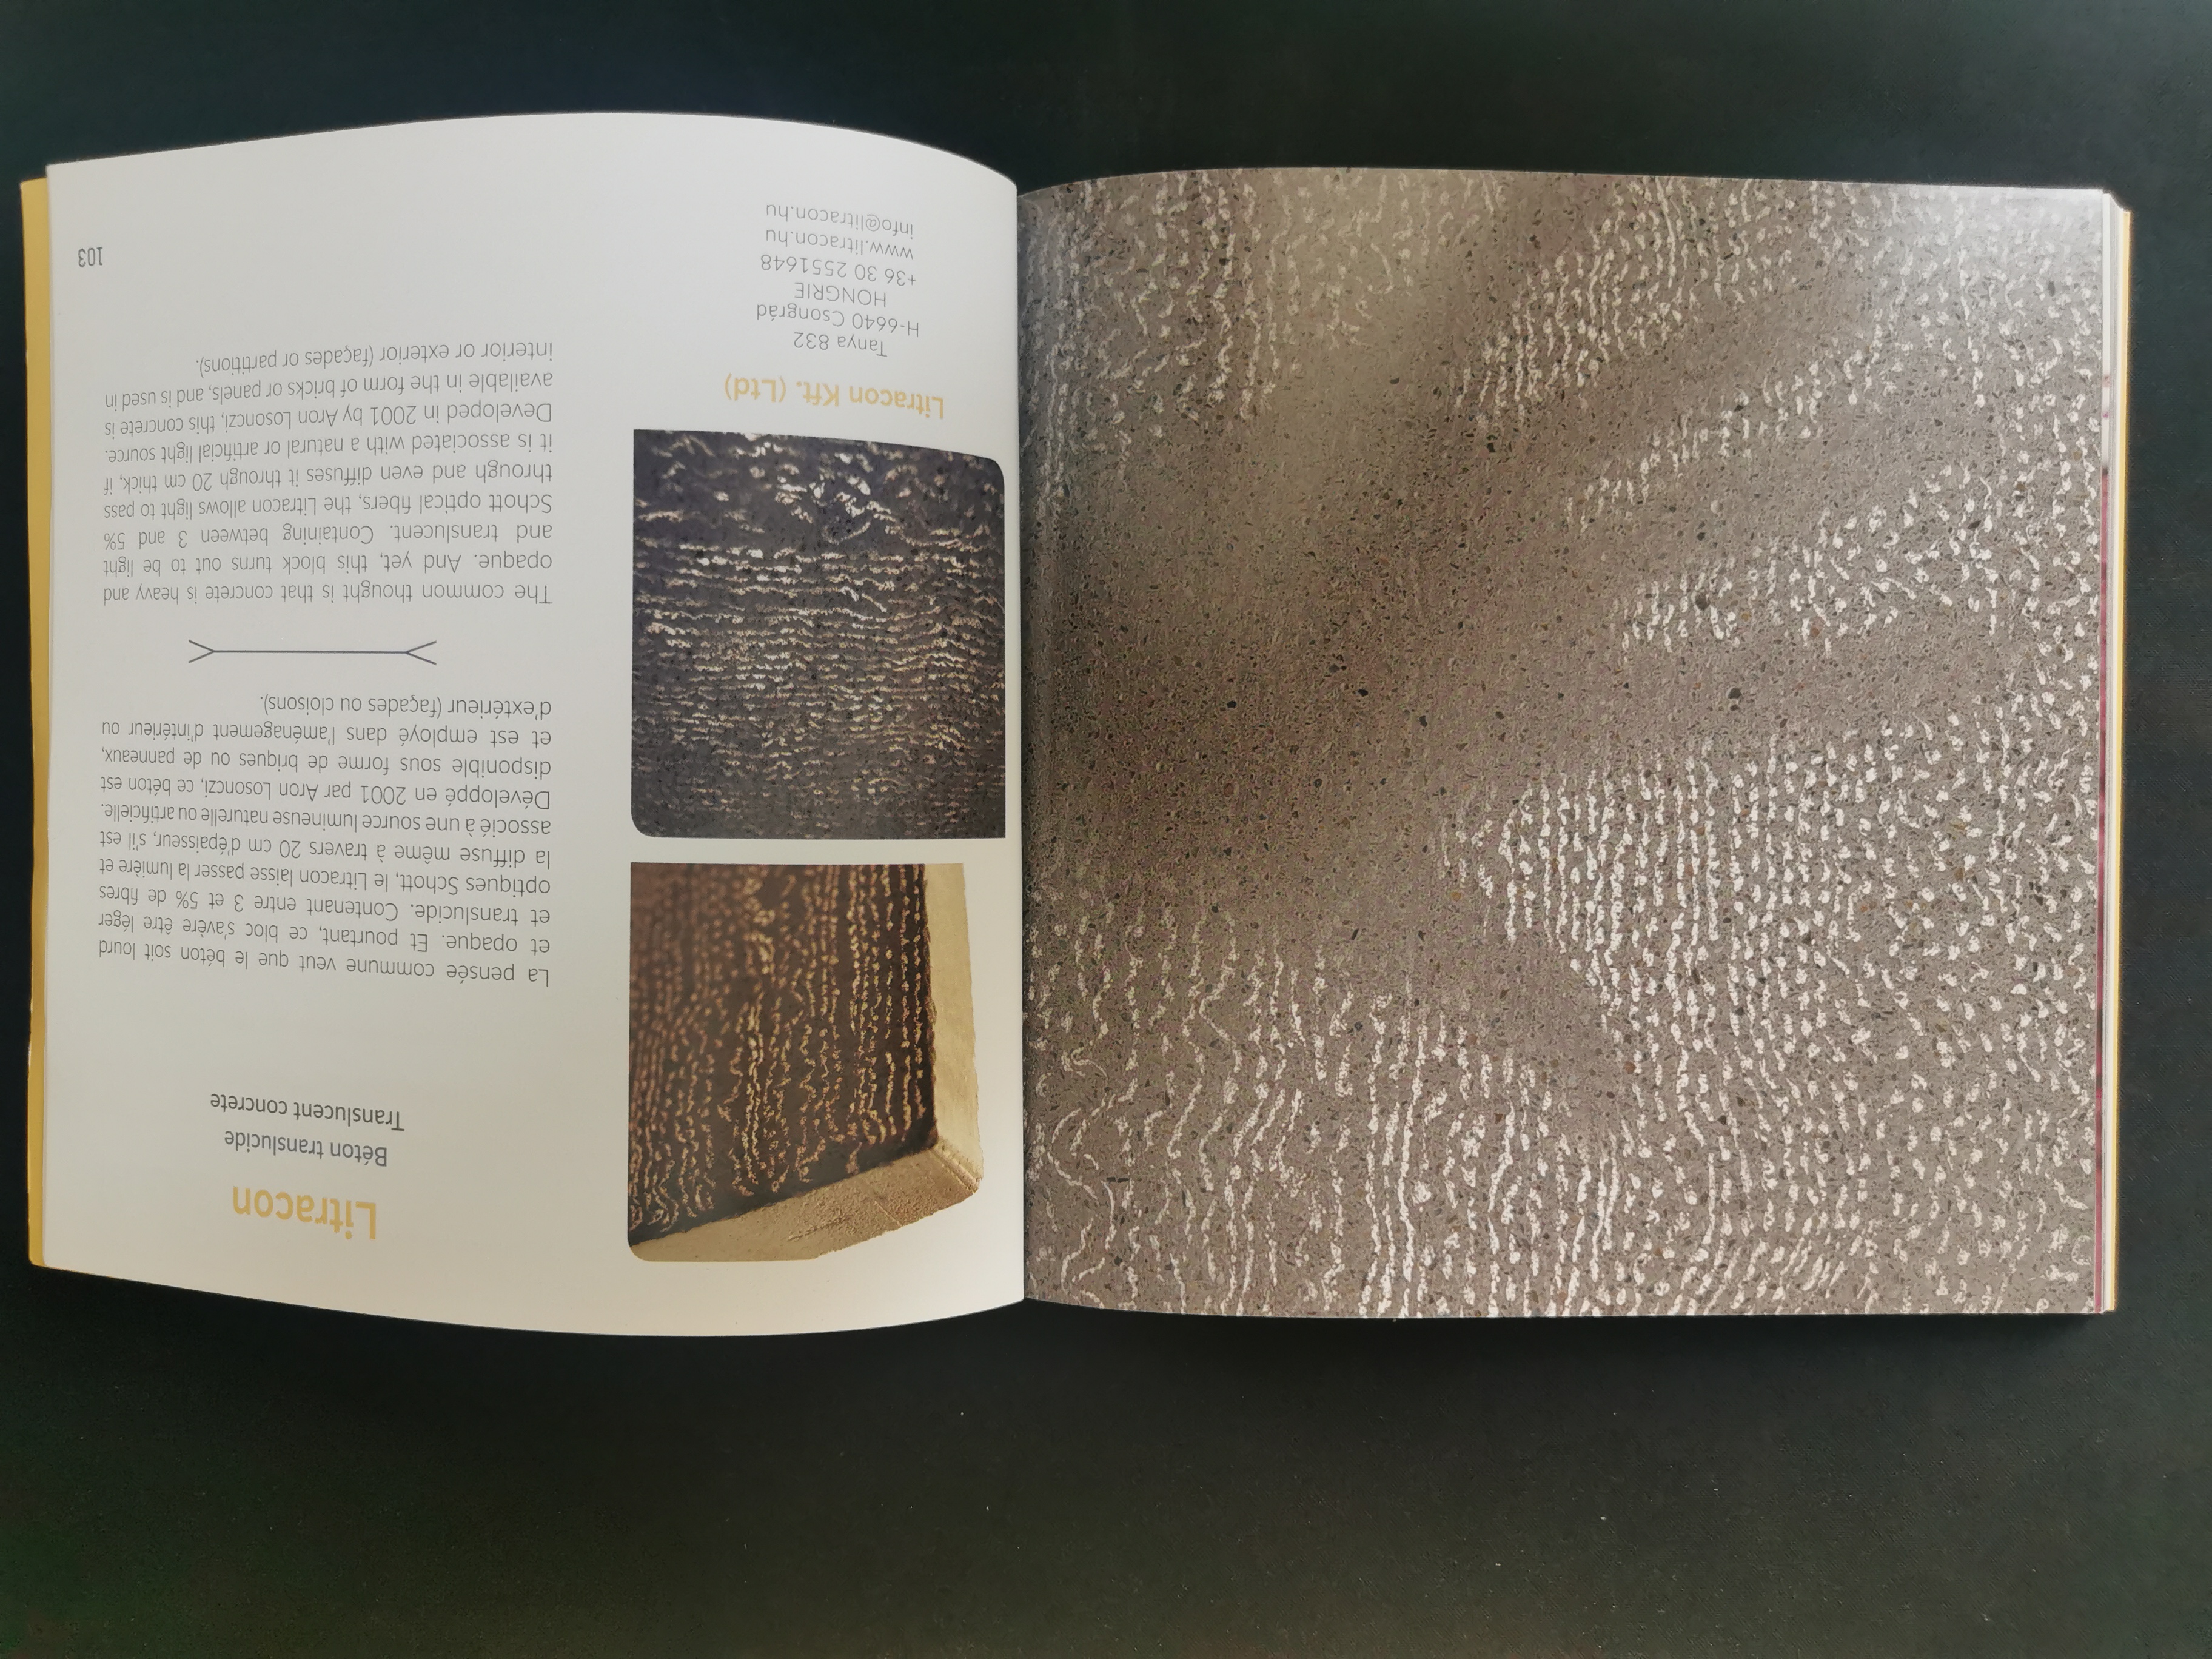 Litracon
Béton translucide
Translucent concrete
La pensée commune veut que le béton soit lourd
et opaque. Et pourtant, ce bloc s'avère être léger
et translucide. Contenant entre 3 et 5% de fibres
optiques Schott, le Litracon laisse passer la lumière et
la diffuse même à travers 20 cm d'épaisseur, s'il est
associé à une source lumineuse naturelle ou artificielle.
Développé en 2001 par Aron Losonczi, ce béton est
disponible sous forme de briques ou de panneaux,
et est employé dans l'aménagement d'intérieur ou
d'extérieur (façades ou cloisons).
The common thought is that concrete is heavy and
opaque. And yet, this block turns out to be light
and translucent. Containing between 3 and 5%
Schott optical fibers, the Litracon allows light to pass
through and even diffuses it through 20 cm thick, if
it is associated with a natural or artificial light source.
Developed in 2001 by Aron Losonczi, this concrete is
available in the form of bricks or panels, and is used in
interior or exterior (façades or partitions).
103
Litracon Kft. (Ltd)
Tanya 832
H-6640 Csongrád
HONGRIE
+36 30 2551648
www.litracon.hu
info@litracon.hu